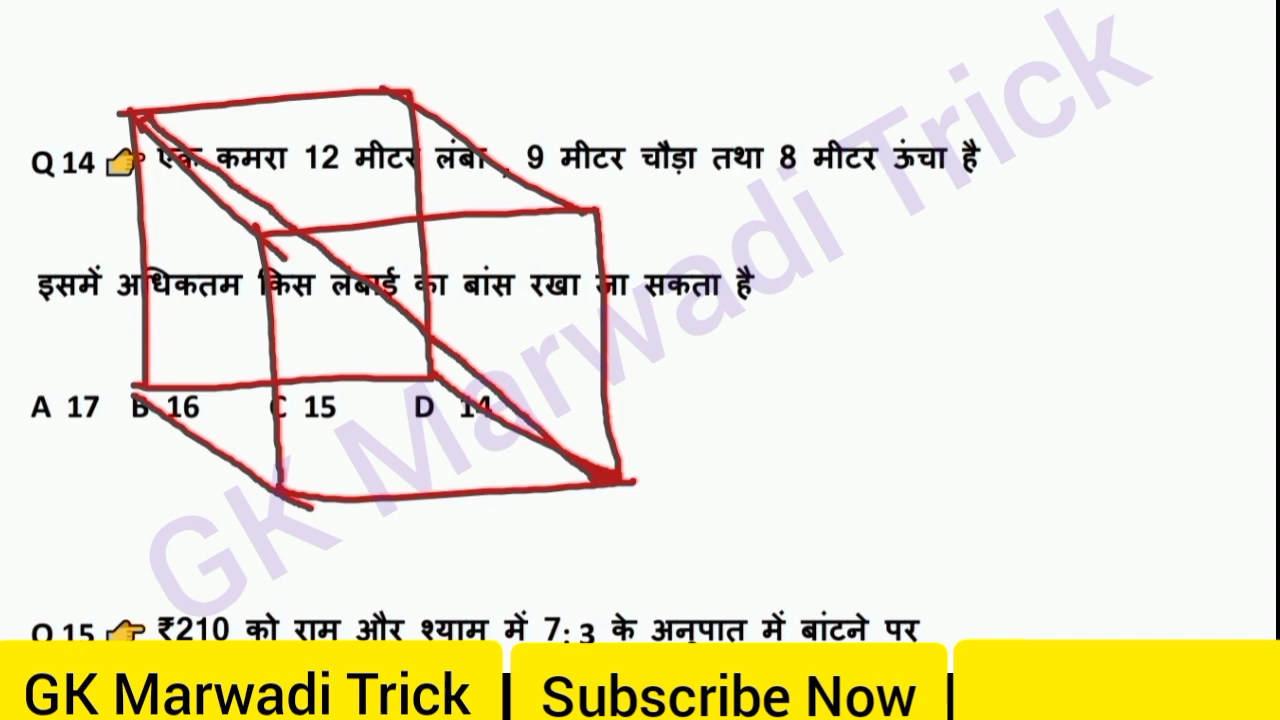 Q 14 👉 एक कमरा 12 मीटर लंबा , 9 मीटर चौड़ा तथा 8 मीटर ऊंचा है
इसमें अधिकतम किस लंबाई का बांस रखा जा सकता है
A 17 B 16 C 15 D 14
Q 15 👉 ₹210 को राम और श्याम में 7: 3 के अनुपात में बांटने पर
GK Marwadi Trick
GK Marwadi Trick | Subscribe Now |